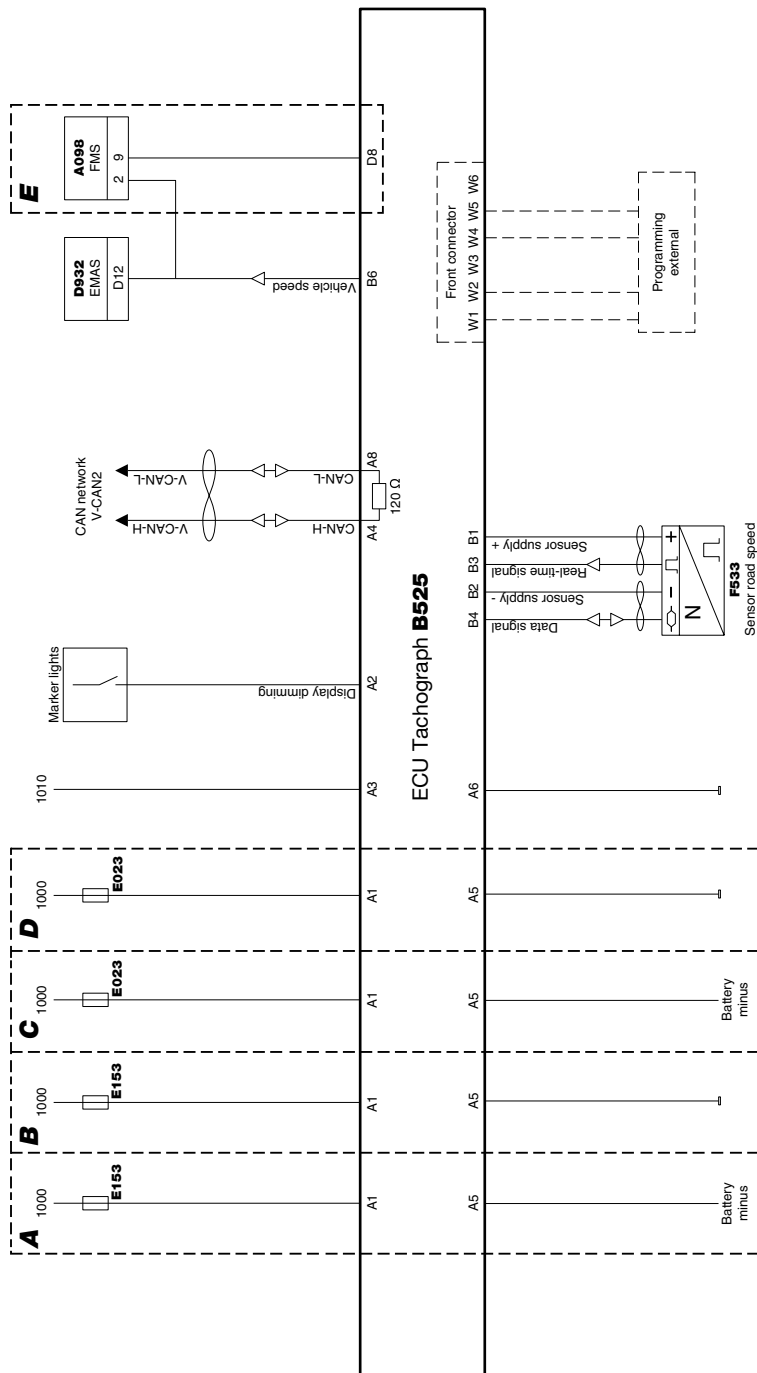 A
1000
E153
A1
A5
Battery
minus
B
1000
E153
A1
A5
C
1000
E023
A1
A5
Battery
minus
D
1000
E023
A1
A5
1010
A3
A6
ECU Tachograph B525
Marker lights
Display dimming
A2
CAN network
V-CAN2
V-CAN-H
V-CAN-L
CAN-H
CAN-L
A4
A8
120 Ω
B4
B2
B3
B1
Data signal
Sensor supply -
Real-time signal
Sensor supply +
N
F533
Sensor road speed
D932
EMAS
D12
Vehicle speed
B6
E
A098
FMS
2
9
D8
Front connector
W1
W2
W3
W4
W5
W6
Programming
external